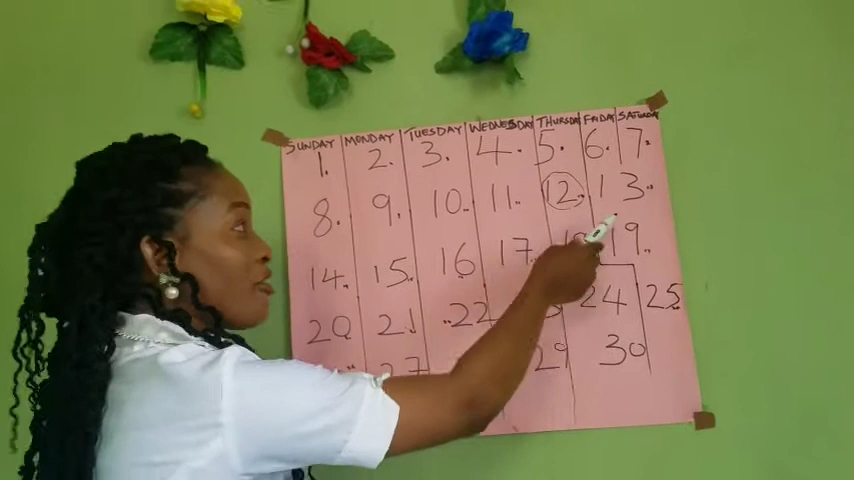 SUNDAY MONDAY TUESDAY WEDNESDAY THURSDAY FRIDAY SATURDAY
1. 2. 3. 4. 5. 6. 7.
8. 9. 10. 11. 12. 13.
14. 15. 16 17. 19.
20 21. 22 24 25
29 30